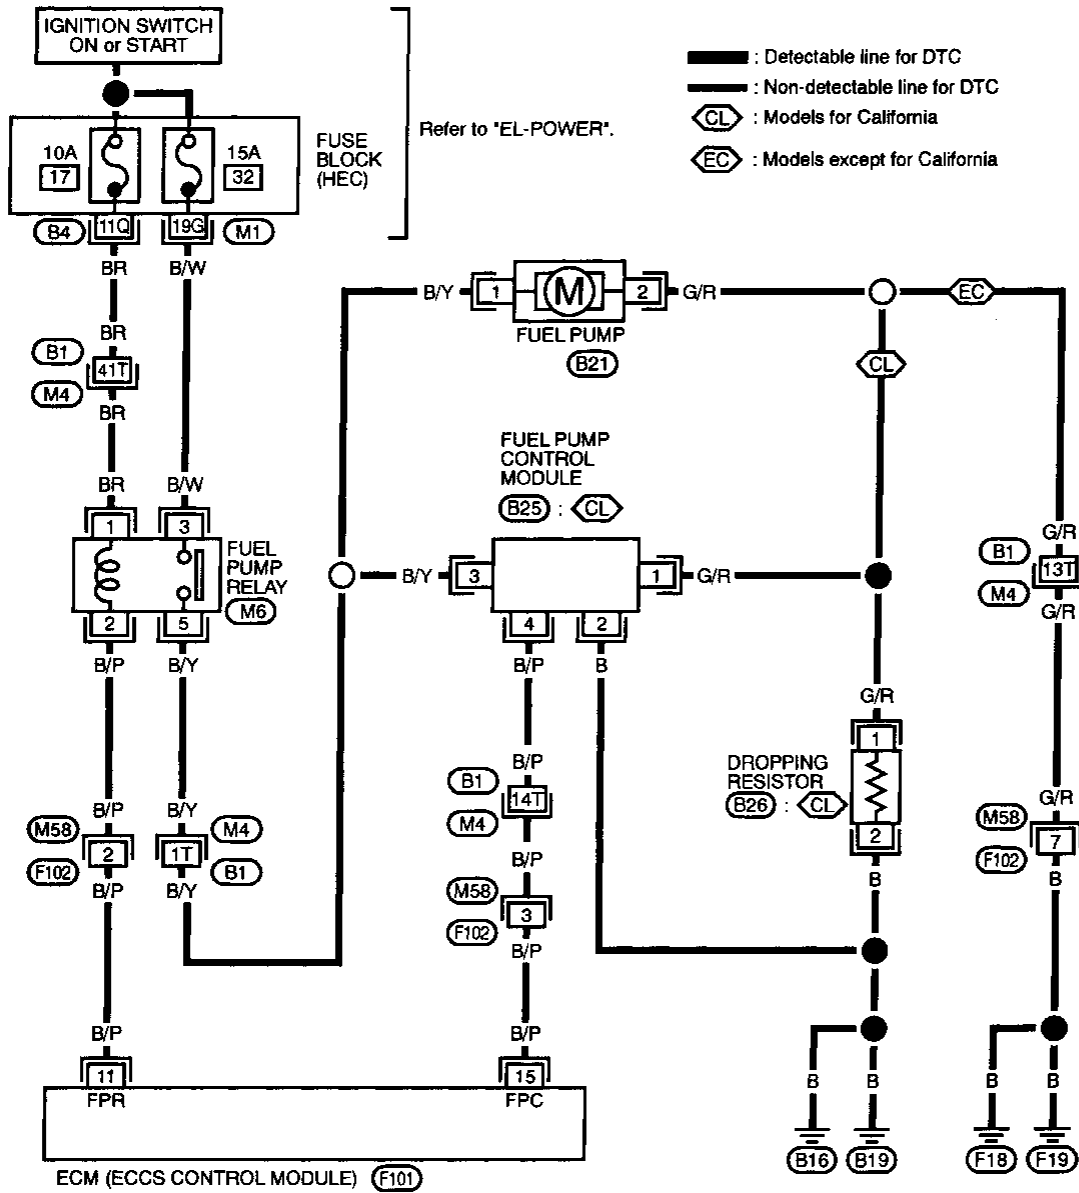 IGNITION SWITCH
ON or START
: Detectable line for DTC
: Non-detectable line for DTC
CL : Models for California
EC : Models except for California
Refer to "EL-POWER".
10A
17
15A
32
FUSE
BLOCK
(HEC)
B4
11Q
19G
M1
BR
B/W
B/Y
1
M
2
G/R
EC
FUEL PUMP
B21
BR
B1
41T
M4
BR
CL
FUEL PUMP
CONTROL
MODULE
B25 : CL
BR
B/W
1
3
FUEL
PUMP
RELAY
M6
2
5
B/P
B/Y
B/Y
3
1
G/R
4
2
B/P
B
G/R
B1
13T
M4
G/R
G/R
1
DROPPING
RESISTOR
B26 : CL
2
B
B/P
B1
14T
M4
B/P
M58
3
F102
B/P
B/P
B/Y
M58
2
F102
B/P
M4
1T
B1
B/Y
G/R
M58
7
F102
B
B/P
B/P
11
FPR
15
FPC
ECM (ECCS CONTROL MODULE) F101
B
B
B
B
B16
B19
F18
F19